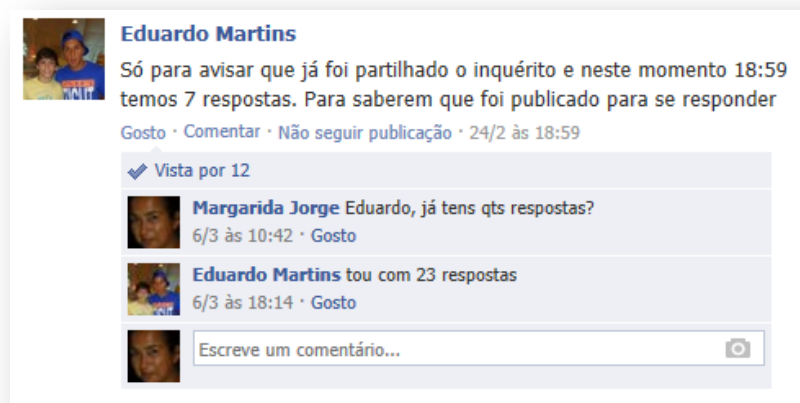 Eduardo Martins
Só para avisar que já foi partilhado o inquérito e neste momento 18:59
temos 7 respostas. Para saberem que foi publicado para se responder
Gosto · Comentar · Não seguir publicação · 24/2 às 18:59
Vista por 12
Margarida Jorge Eduardo, já tens qts respostas?
6/3 às 10:42 · Gosto
Eduardo Martins tou com 23 respostas
6/3 às 18:14 · Gosto
Escreve um comentário...